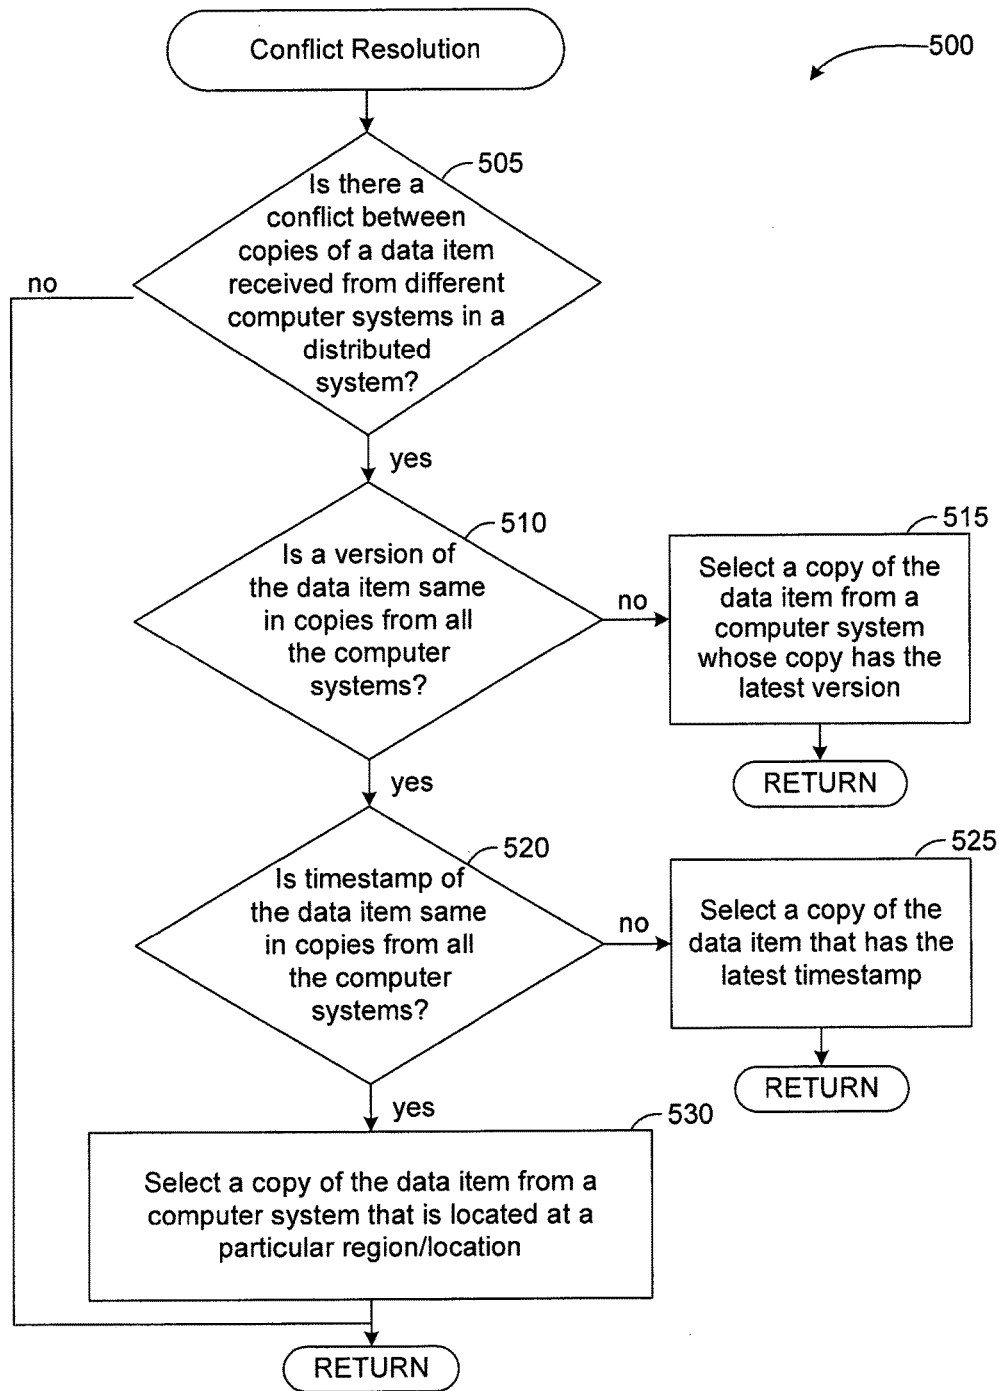 Conflict Resolution
500
505
Is there a
conflict between
copies of a data item
received from different
computer systems in a
distributed
system?
no
yes
510
Is a version of
the data item same
in copies from all
the computer
systems?
no
515
Select a copy of the
data item from a
computer system
whose copy has the
latest version
RETURN
yes
520
Is timestamp of
the data item same
in copies from all
the computer
systems?
no
525
Select a copy of the
data item that has the
latest timestamp
RETURN
yes
530
Select a copy of the data item from a
computer system that is located at a
particular region/location
RETURN